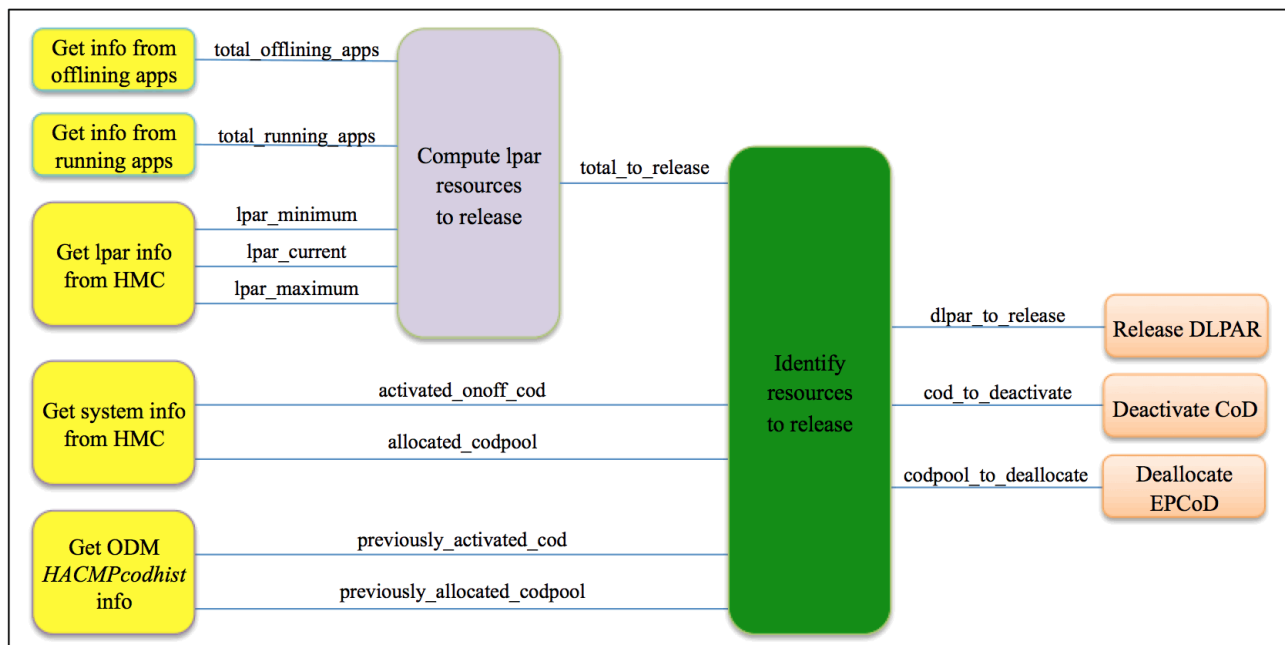 Get info from
offlining apps
total_offlining_apps
Get info from
running apps
total_running_apps
Compute lpar
resources
to release
total_to_release
Get lpar info
from HMC
lpar_minimum
lpar_current
lpar_maximum
Get system info
from HMC
activated_onoff_cod
allocated_codpool
Identify
resources
to release
dlpar_to_release
Release DLPAR
cod_to_deactivate
Deactivate CoD
codpool_to_deallocate
Deallocate
EPCoD
Get ODM
HACMPcodhist
info
previously_activated_cod
previously_allocated_codpool